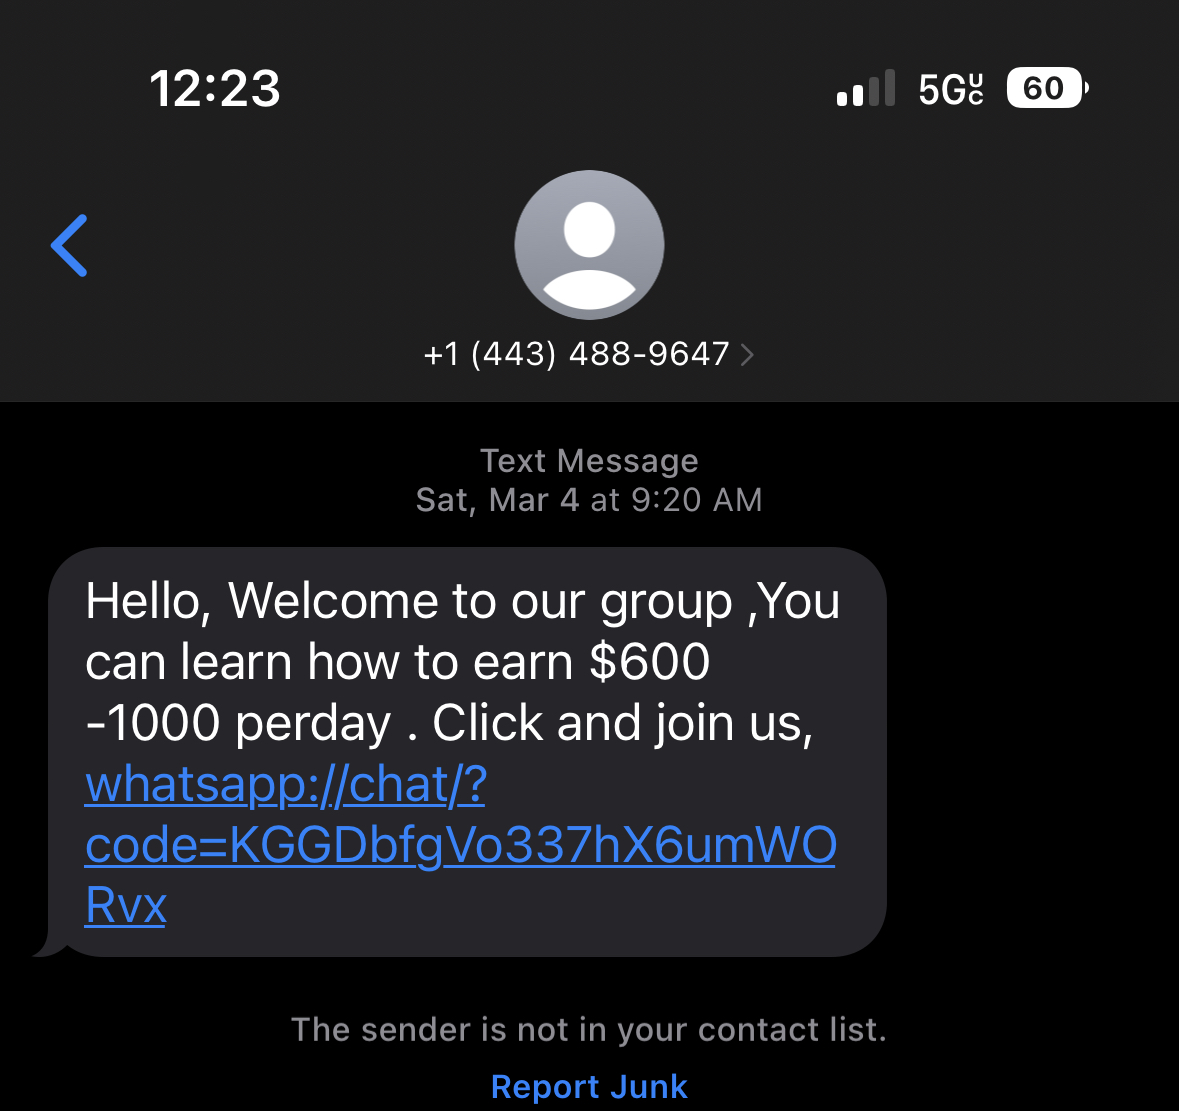 12:23
5GUC 60
+1 (443) 488-9647
Text Message
Sat, Mar 4 at 9:20 AM
Hello, Welcome to our group ,You
can learn how to earn $600
-1000 perday . Click and join us,
whatsapp://chat/?
code=KGGDbfgVo337hX6umWO
Rvx
The sender is not in your contact list.
Report Junk